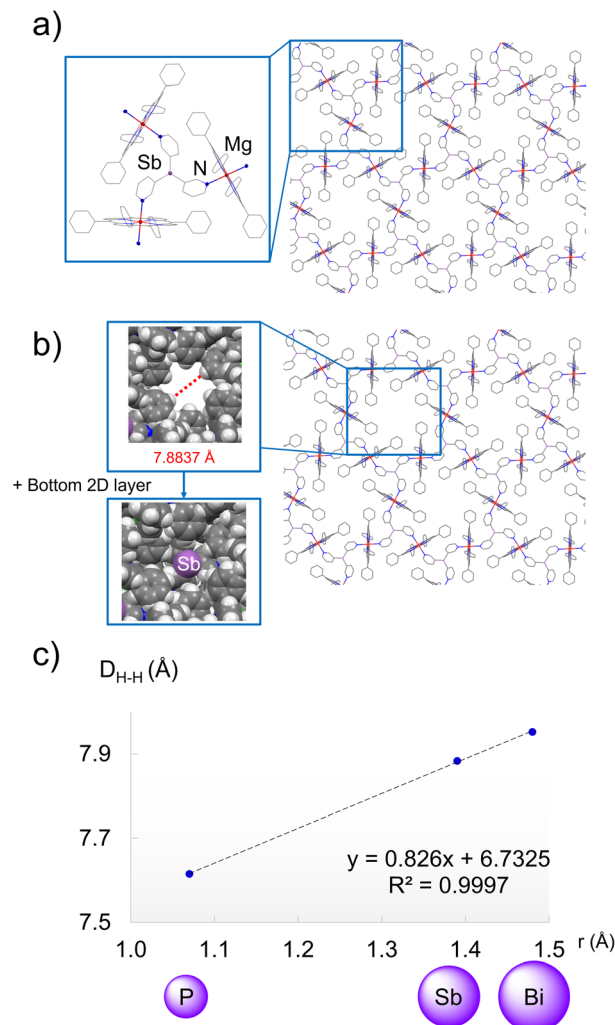 a)
Sb
N
Mg
b)
7.8837 Å
+ Bottom 2D layer
Sb
c)
D_H-H (Å)
7.9
7.7
7.5
y = 0.826x + 6.7325
R² = 0.9997
1.0 1.1 1.2 1.3 1.4 1.5 r (Å)
P Sb Bi